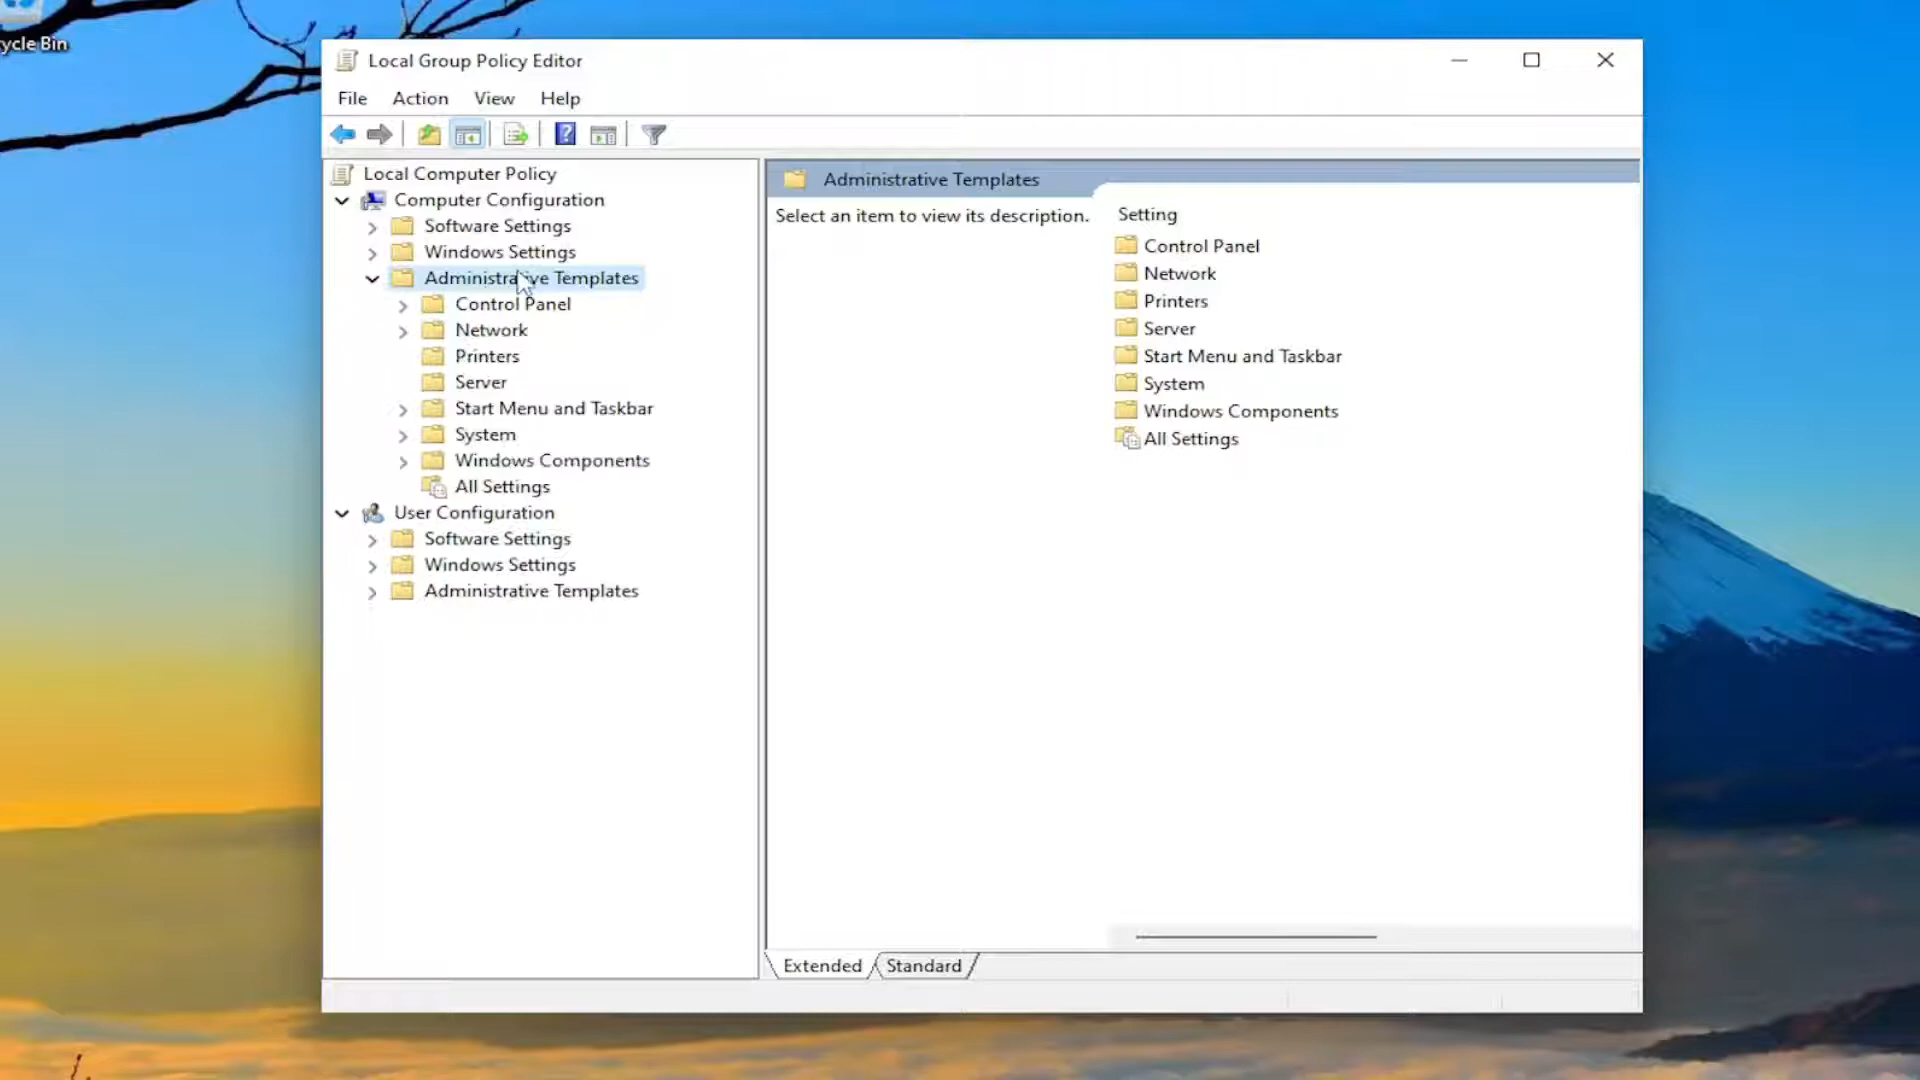 ycle Bin
Local Group Policy Editor
File Action View Help
Local Computer Policy
Computer Configuration
Software Settings
Windows Settings
Administrative Templates
Control Panel
Network
Printers
Server
Start Menu and Taskbar
System
Windows Components
All Settings
User Configuration
Software Settings
Windows Settings
Administrative Templates
Administrative Templates
Select an item to view its description.
Setting
Control Panel
Network
Printers
Server
Start Menu and Taskbar
System
Windows Components
All Settings
Extended Standard